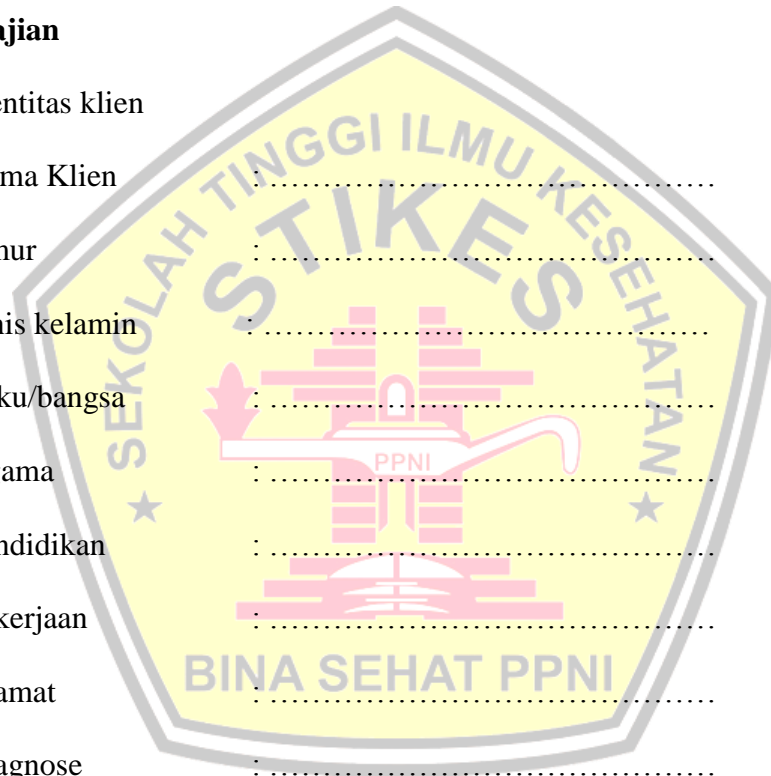 ajian
entitas klien
ma Klien : ……………………………………
mur : ……………………………………
nis kelamin : ……………………………………
ku/bangsa : ……………………………………
ama : ……………………………………
ndidikan : ……………………………………
kerjaan : ……………………………………
amat : ……………………………………
agnose : ……………………………………
SEKOLAH TINGGI ILMU KESEHATAN
STIKES
PPNI
BINA SEHAT PPNI